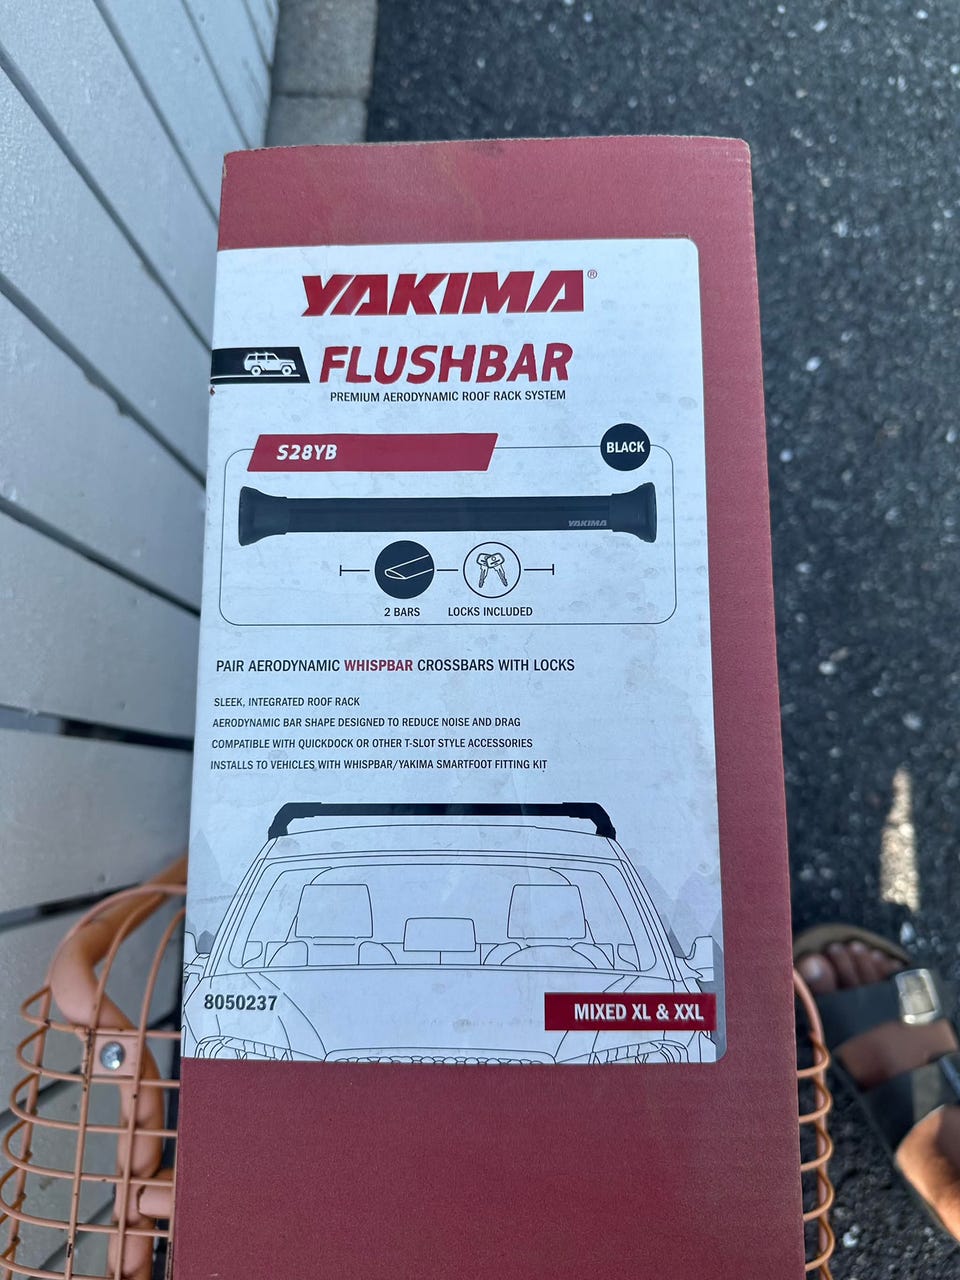 YAKIMA®
FLUSHBAR
PREMIUM AERODYNAMIC ROOF RACK SYSTEM
S28YB
BLACK
YAKIMA
2 BARS
LOCKS INCLUDED
PAIR AERODYNAMIC WHISPBAR CROSSBARS WITH LOCKS
SLEEK, INTEGRATED ROOF RACK
AERODYNAMIC BAR SHAPE DESIGNED TO REDUCE NOISE AND DRAG
COMPATIBLE WITH QUICKDOCK OR OTHER T-SLOT STYLE ACCESSORIES
INSTALLS TO VEHICLES WITH WHISPBAR/YAKIMA SMARTFOOT FITTING KIT
8050237
MIXED XL & XXL